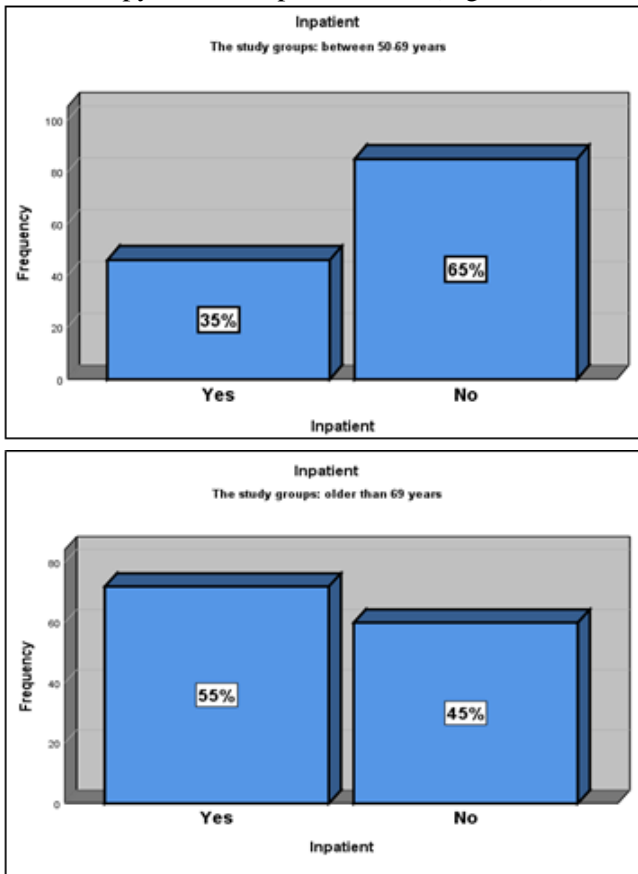 Inpatient
The study groups: between 50-69 years
100
80
60
40
20
0
Frequency
35%
65%
Yes No
Inpatient
Inpatient
The study groups: older than 69 years
80
60
40
20
0
Frequency
55%
45%
Yes No
Inpatient